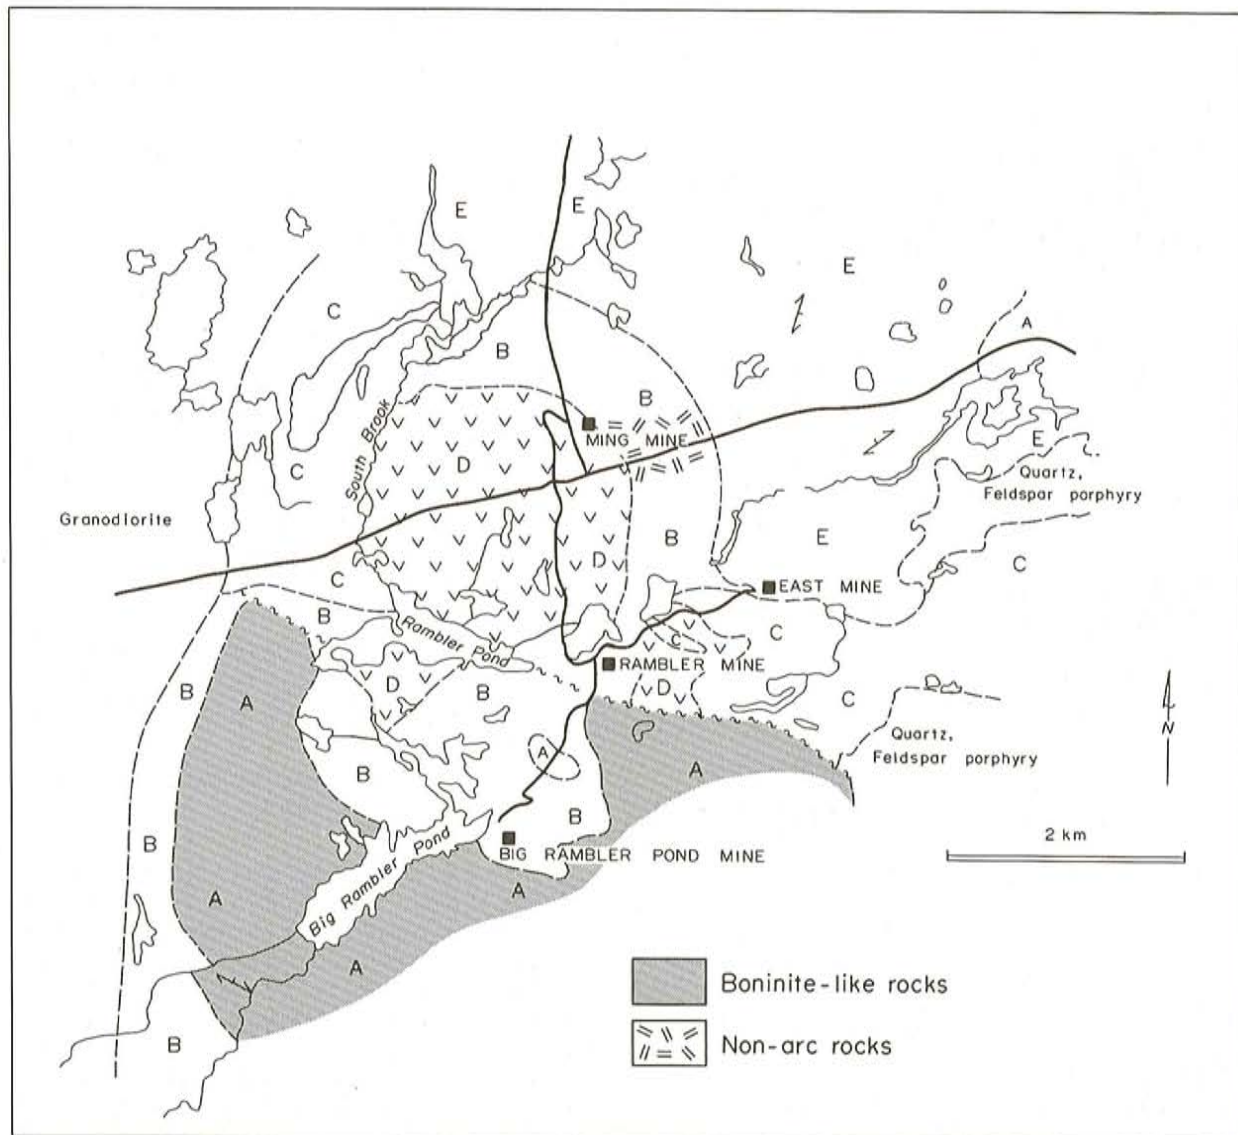 E
E
E
C
A
B
B
South Brook
MING MINE
D
C
E
Quartz,
Feldspar porphyry
Granodiorite
B
E
D
C
C
EAST MINE
B
Rambler Pond
C
C
RAMBLER MINE
B
D
D
B
A
C
N
Quartz,
Feldspar porphyry
A
A
B
B
2 km
B
Big Rambler Pond
BIG RAMBLER POND MINE
A
A
A
Boninite-like rocks
B
Non-arc rocks